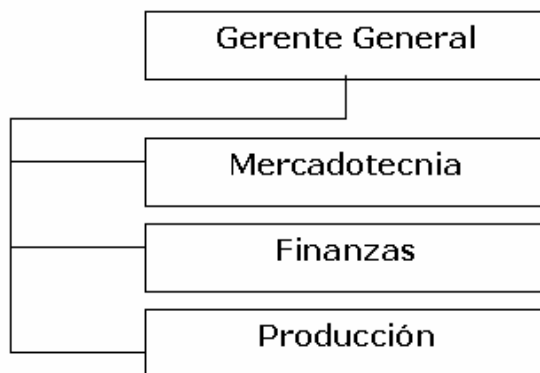 Gerente General
Mercadotecnia
Finanzas
Producción